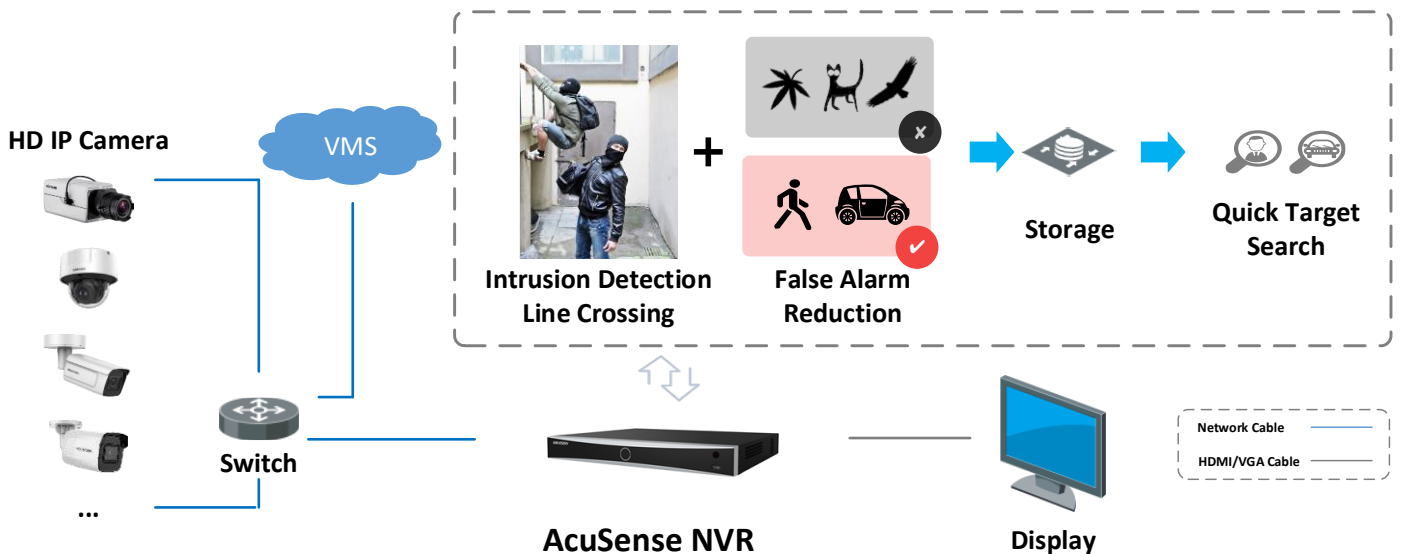 HD IP Camera
VMS
Intrusion Detection
Line Crossing
+
False Alarm
Reduction
Storage
Quick Target
Search
Switch
...
AcuSense NVR
Display
Network Cable
HDMI/VGA Cable